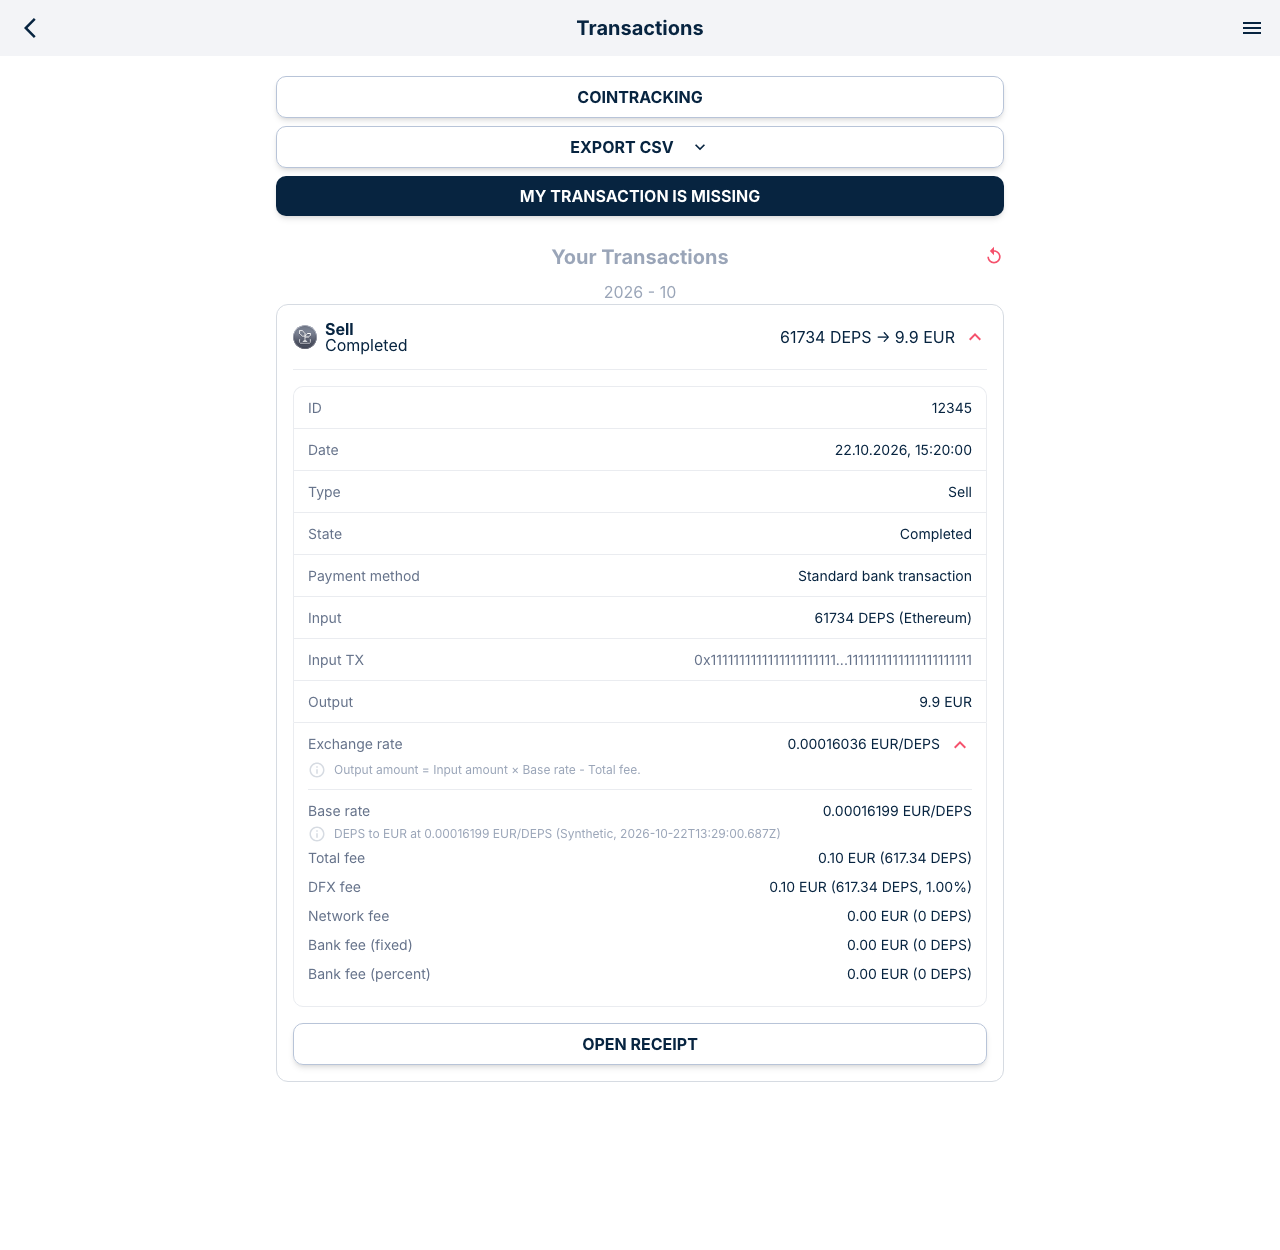 Transactions
COINTRACKING
EXPORT CSV
MY TRANSACTION IS MISSING
Your Transactions
2026 - 10
Sell
Completed
61734 DEPS → 9.9 EUR
ID 12345
Date 22.10.2026, 15:20:00
Type Sell
State Completed
Payment method Standard bank transaction
Input 61734 DEPS (Ethereum)
Input TX 0x1111111111111111111111...1111111111111111111111
Output 9.9 EUR
Exchange rate 0.00016036 EUR/DEPS
Output amount = Input amount × Base rate - Total fee.
Base rate 0.00016199 EUR/DEPS
DEPS to EUR at 0.00016199 EUR/DEPS (Synthetic, 2026-10-22T13:29:00.687Z)
Total fee 0.10 EUR (617.34 DEPS)
DFX fee 0.10 EUR (617.34 DEPS, 1.00%)
Network fee 0.00 EUR (0 DEPS)
Bank fee (fixed) 0.00 EUR (0 DEPS)
Bank fee (percent) 0.00 EUR (0 DEPS)
OPEN RECEIPT